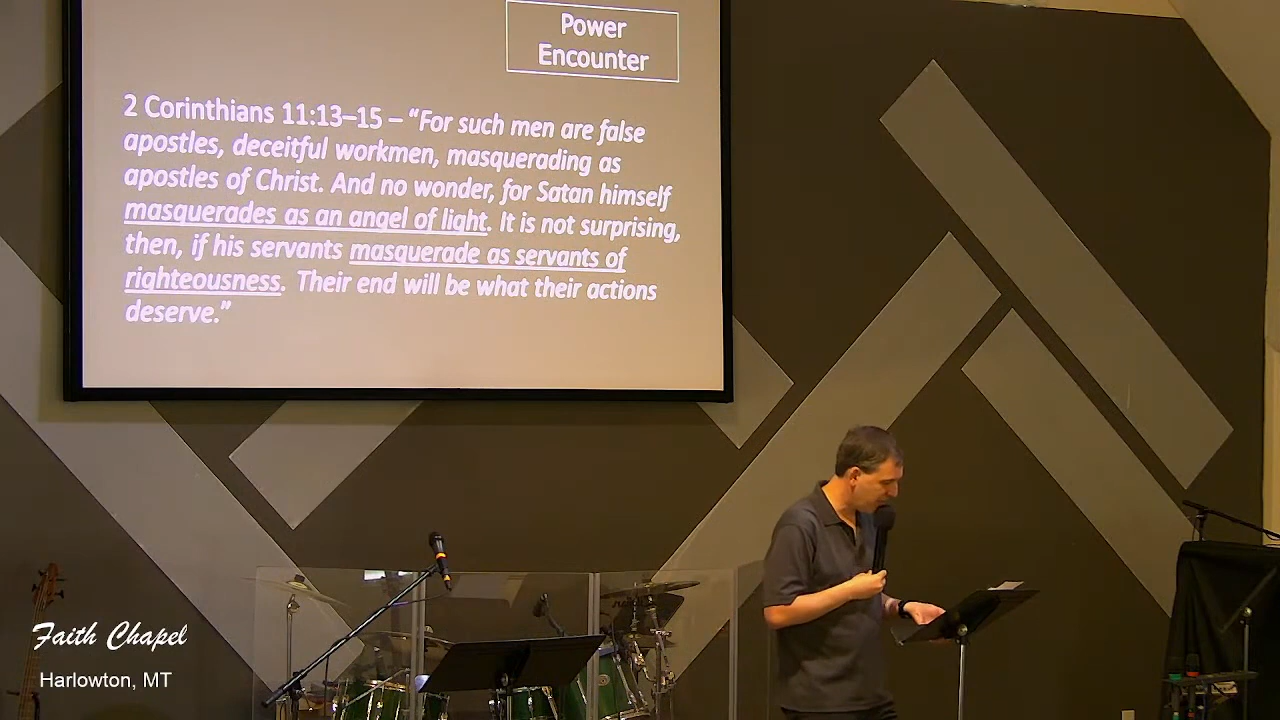 Power
Encounter
2 Corinthians 11:13–15 – “For such men are false
apostles, deceitful workmen, masquerading as
apostles of Christ. And no wonder, for Satan himself
masquerades as an angel of light. It is not surprising,
then, if his servants masquerade as servants of
righteousness. Their end will be what their actions
deserve.”
Faith Chapel
Harlowton, MT